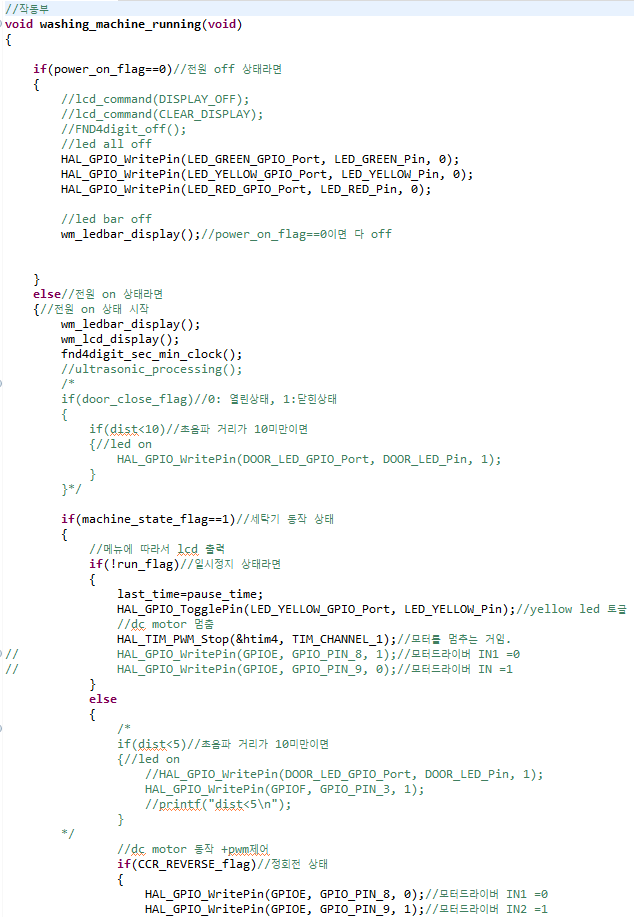 //작동부
void washing_machine_running(void)
{
if(power_on_flag==0)//전원 off 상태라면
{
//lcd_command(DISPLAY_OFF);
//lcd_command(CLEAR_DISPLAY);
//FND4digit_off();
//led all off
HAL_GPIO_WritePin(LED_GREEN_GPIO_Port, LED_GREEN_Pin, 0);
HAL_GPIO_WritePin(LED_YELLOW_GPIO_Port, LED_YELLOW_Pin, 0);
HAL_GPIO_WritePin(LED_RED_GPIO_Port, LED_RED_Pin, 0);
//led bar off
wm_ledbar_display();//power_on_flag==0이면 다 off
}
else//전원 on 상태라면
{//전원 on 상태 시작
wm_ledbar_display();
wm_lcd_display();
fnd4digit_sec_min_clock();
//ultrasonic_processing();
/*
if(door_close_flag)//0: 열린상태, 1:닫힌상태
{
if(dist<10)//초음파 거리가 10미만이면
{//led on
HAL_GPIO_WritePin(DOOR_LED_GPIO_Port, DOOR_LED_Pin, 1);
}
}*/
if(machine_state_flag==1)//세탁기 동작 상태
{
//메뉴에 따라서 lcd 출력
if(!run_flag)//일시정지 상태라면
{
last_time=pause_time;
HAL_GPIO_TogglePin(LED_YELLOW_GPIO_Port, LED_YELLOW_Pin);//yellow led 토글
//dc motor 멈춤
HAL_TIM_PWM_Stop(&htim4, TIM_CHANNEL_1);//모터를 멈추는 거임.
// HAL_GPIO_WritePin(GPIOE, GPIO_PIN_8, 1);//모터드라이버 IN1 =0
// HAL_GPIO_WritePin(GPIOE, GPIO_PIN_9, 0);//모터드라이버 IN =1
}
else
{
/*
if(dist<5)//초음파 거리가 10미만이면
{//led on
//HAL_GPIO_WritePin(DOOR_LED_GPIO_Port, DOOR_LED_Pin, 1);
HAL_GPIO_WritePin(GPIOF, GPIO_PIN_3, 1);
//printf("dist<5\n");
}
*/
//dc motor 동작 +pwm제어
if(CCR_REVERSE_flag)//정회전 상태
{
HAL_GPIO_WritePin(GPIOE, GPIO_PIN_8, 0);//모터드라이버 IN1 =0
HAL_GPIO_WritePin(GPIOE, GPIO_PIN_9, 1);//모터드라이버 IN2 =1